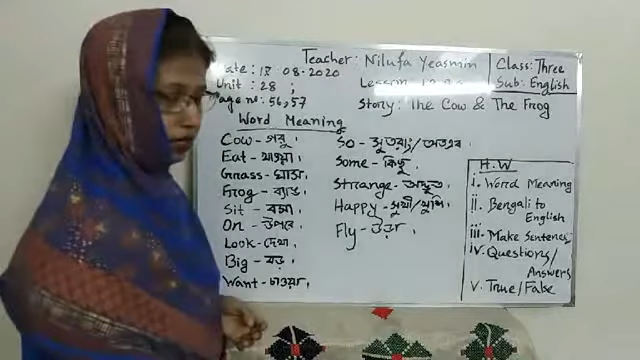 Teacher: Nilufa Yeasmin
Class: Three
Date: 08.2020
Sub: English
Unit: 28;
Page no: 56,57
Story: The Cow & The Frog
Word Meaning
Cow - গরু।
Eat - খাওয়া।
Grass - ঘাস।
Frog - ব্যাঙ।
Sit - বসা।
On - উপরে।
Look - দেখা।
Big - বড়।
Want - চাওয়া।
So - সুতরাং/অতএব।
Some - কিছু।
Strange - অদ্ভুত।
Happy - সুখী/খুশি।
Fly - উড়া।
H.W
i. Word Meaning
ii. Bengali to
English
iii. Make Sentences
iv. Questions/
Answers
v. True/False